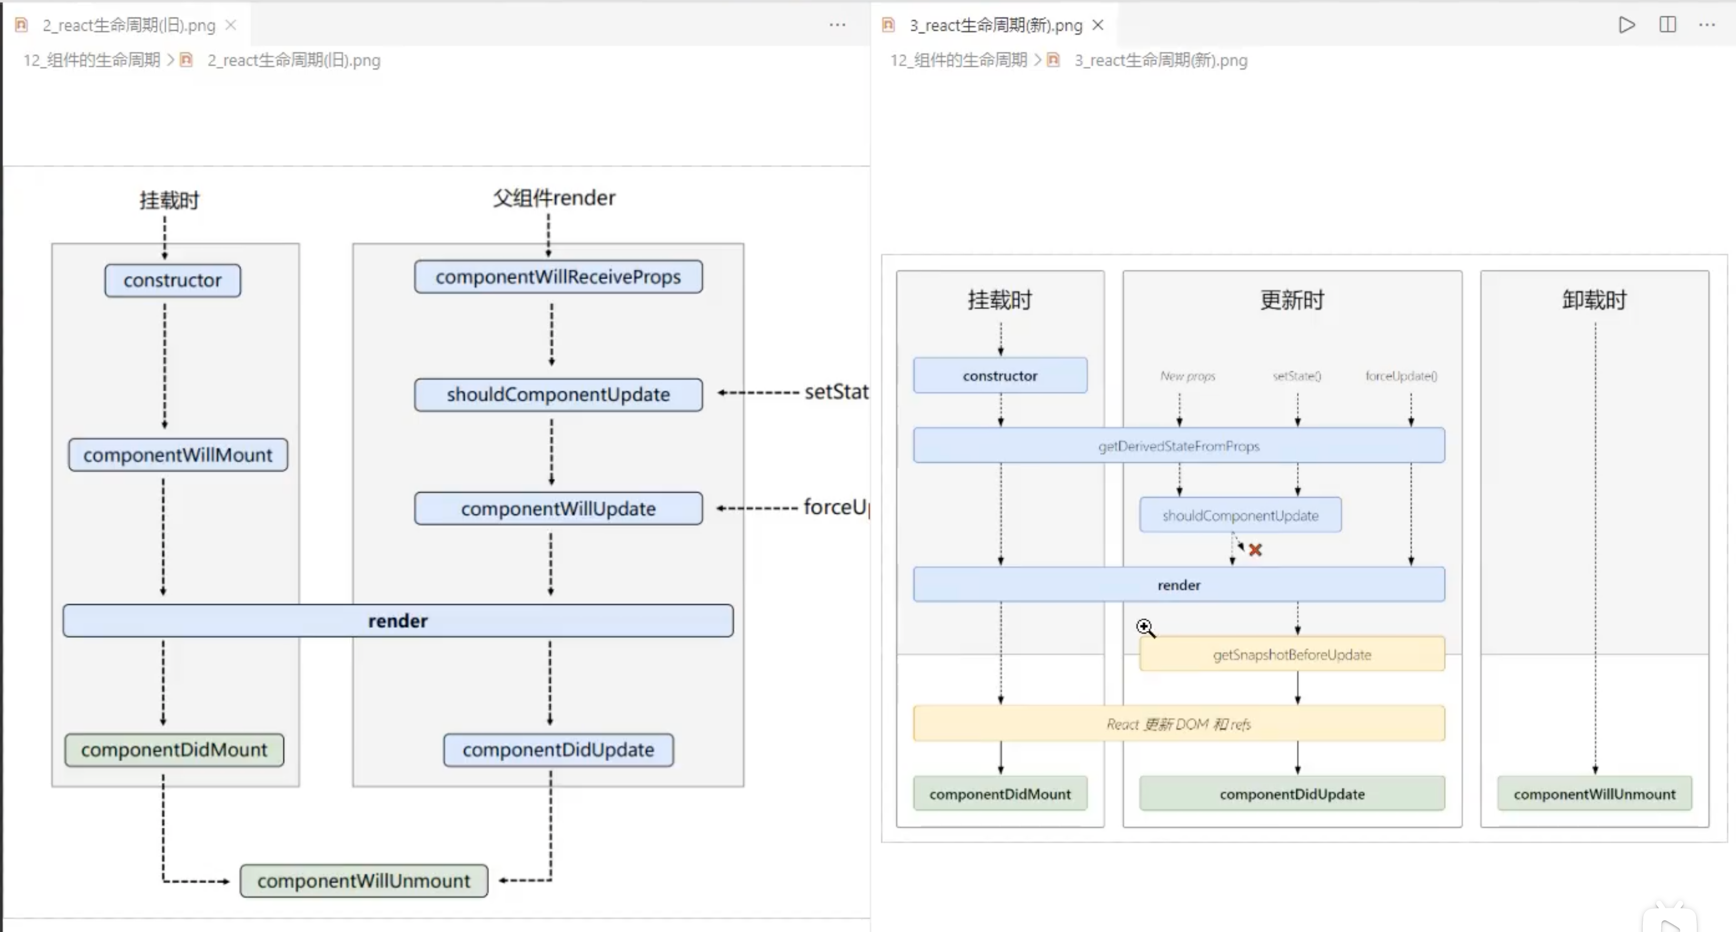 2_react生命周期(旧).png
12_组件的生命周期 > 2_react生命周期(旧).png
挂载时
父组件render
constructor
componentWillReceiveProps
shouldComponentUpdate
setStat
componentWillMount
componentWillUpdate
forceUp
render
componentDidMount
componentDidUpdate
componentWillUnmount
3_react生命周期(新).png
12_组件的生命周期 > 3_react生命周期(新).png
挂载时
更新时
卸载时
constructor
New props
setState()
forceUpdate()
getDerivedStateFromProps
shouldComponentUpdate
render
getSnapshotBeforeUpdate
React 更新 DOM 和 refs
componentDidMount
componentDidUpdate
componentWillUnmount